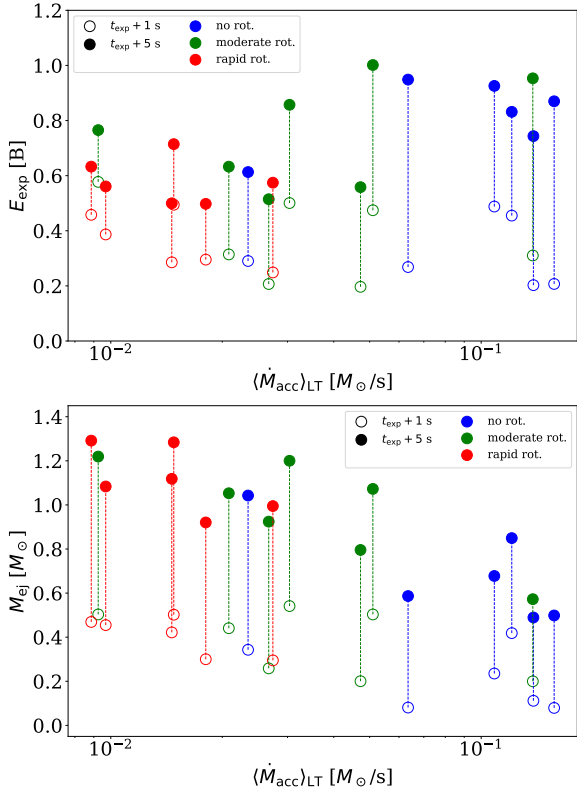 t_exp + 1 s
t_exp + 5 s
no rot.
moderate rot.
rapid rot.
E_exp [B]
1.2
1.0
0.8
0.6
0.4
0.2
0.0
10⁻²
10⁻¹
⟨Ṁ_acc⟩_LT [M_⊙/s]
t_exp + 1 s
t_exp + 5 s
no rot.
moderate rot.
rapid rot.
M_ej [M_⊙]
1.4
1.2
1.0
0.8
0.6
0.4
0.2
0.0
10⁻²
10⁻¹
⟨Ṁ_acc⟩_LT [M_⊙/s]